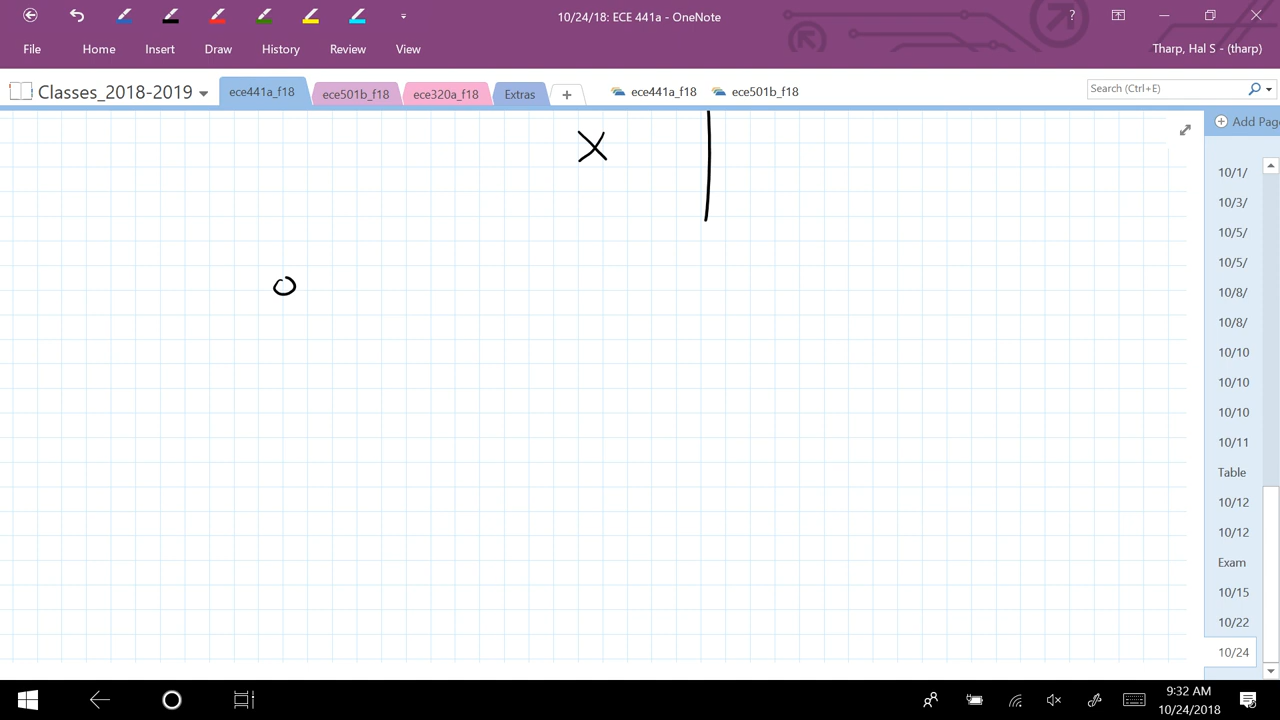 10/24/18: ECE 441a - OneNote
?
File Home Insert Draw History Review View
Tharp, Hal S - (tharp)
Classes_2018-2019
ece441a_f18 ece501b_f18 ece320a_f18 Extras + ece441a_f18 ece501b_f18
Search (Ctrl+E)
Add Pag
x
10/1/
10/3/
10/5/
o
10/5/
10/8/
10/8/
10/10
10/10
10/10
10/11
Table
10/12
10/12
Exam
10/15
10/22
10/24
9:32 AM
10/24/2018